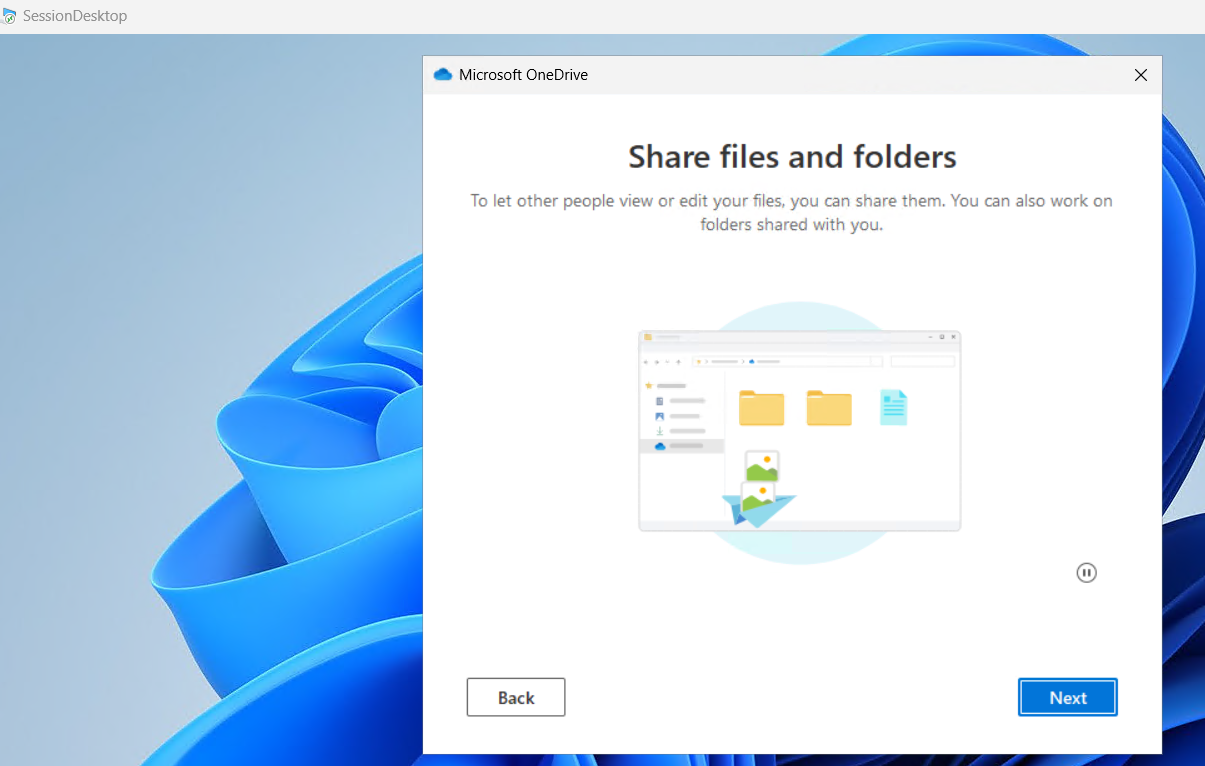 SessionDesktop
Microsoft OneDrive
Share files and folders
To let other people view or edit your files, you can share them. You can also work on
folders shared with you.
Back
Next